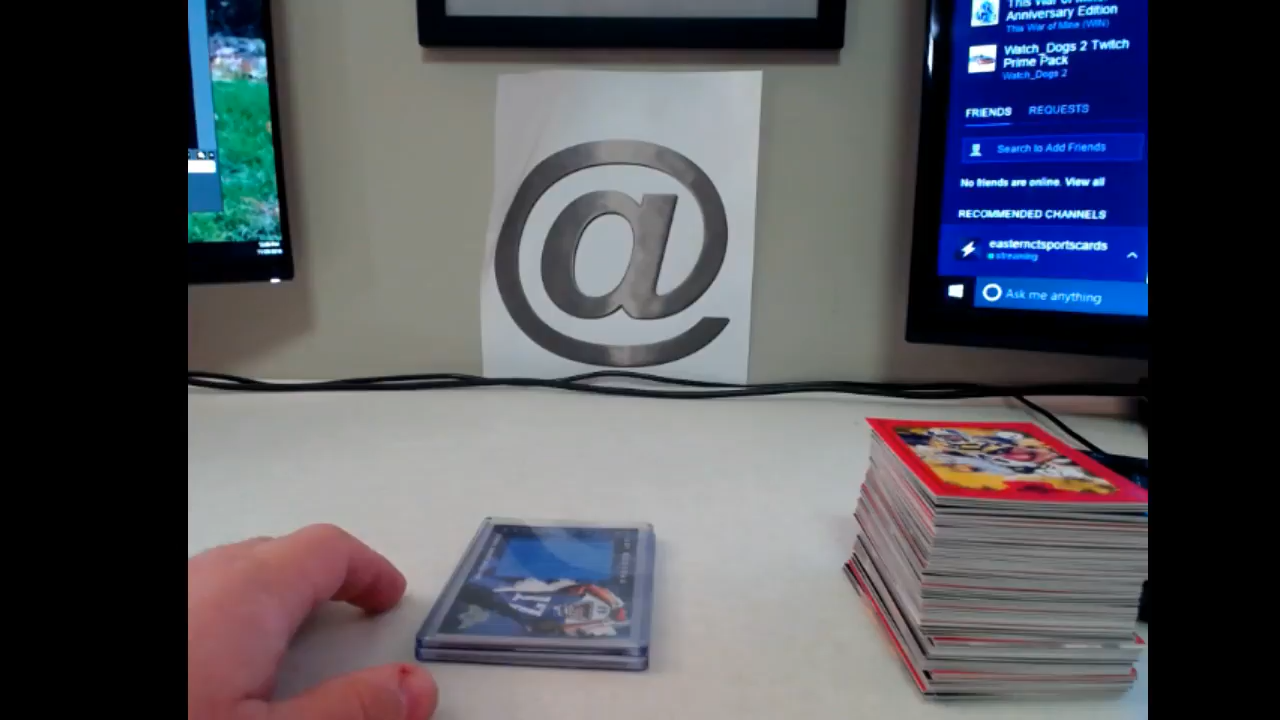 @
Anniversary Edition
This War of Mine (WIN)
Watch_Dogs 2 Twitch
Prime Pack
Watch_Dogs 2
FRIENDS REQUESTS
Search to Add Friends
No friends are online. View all
RECOMMENDED CHANNELS
easternctsportscards
streaming
Ask me anything